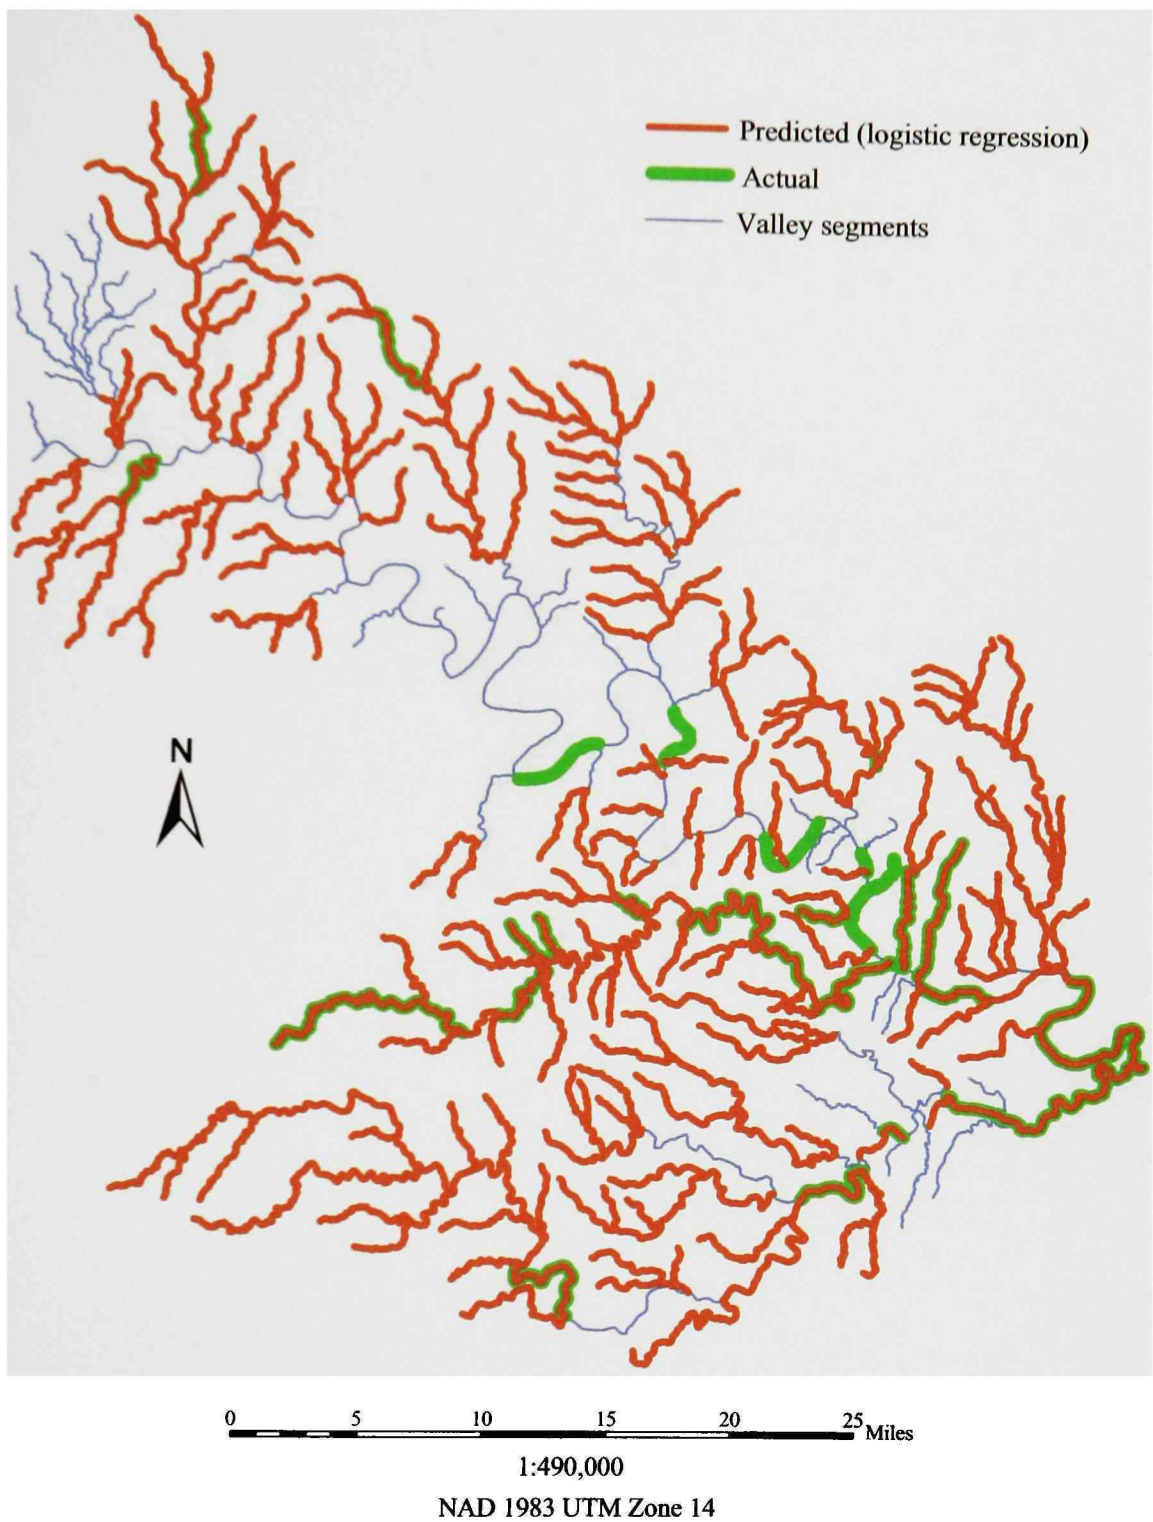 Predicted (logistic regression)
Actual
Valley segments
N
0 5 10 15 20 25 Miles
1:490,000
NAD 1983 UTM Zone 14